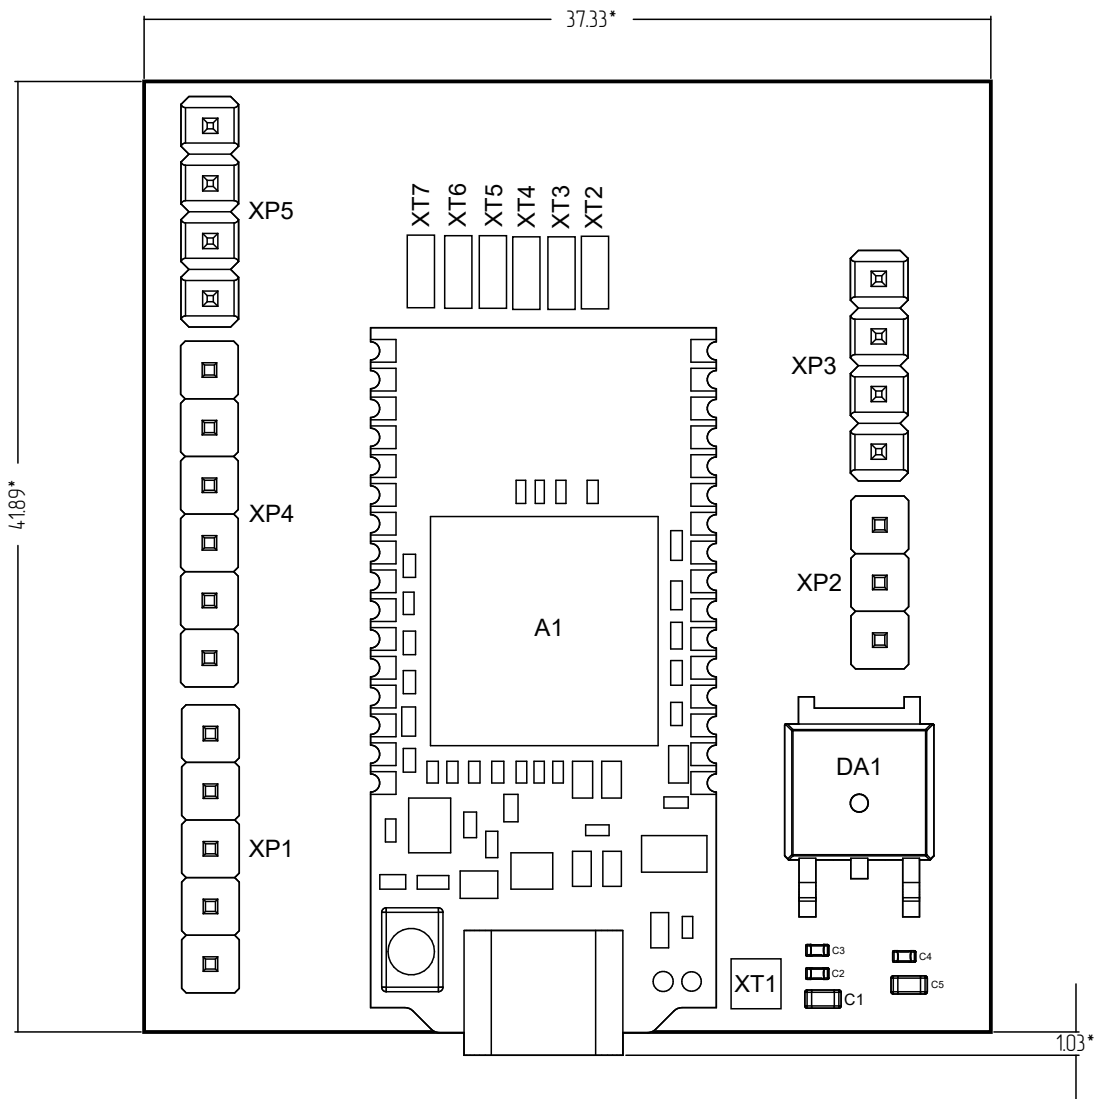 37.33*
XT7
XT6
XT5
XT4
XT3
XT2
XP5
XP3
41.89*
XP4
XP2
A1
DA1
XP1
C3
C4
C2
XT1
C5
C1
1.03*